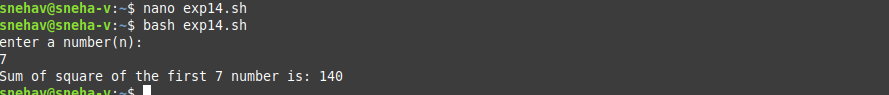 snehav@sneha-v:~$ nano exp14.sh
snehav@sneha-v:~$ bash exp14.sh
enter a number(n):
7
Sum of square of the first 7 number is: 140
snehav@sneha-v:~$